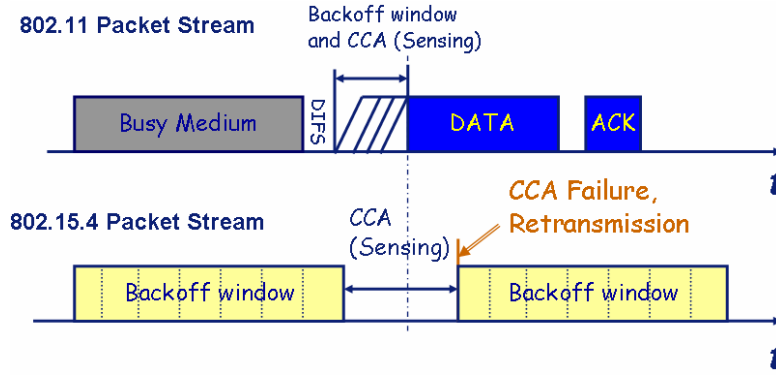 802.11 Packet Stream
Backoff window
and CCA (Sensing)
Busy Medium
DIFS
DATA
ACK
t
802.15.4 Packet Stream
CCA
(Sensing)
CCA Failure,
Retransmission
Backoff window
Backoff window
t